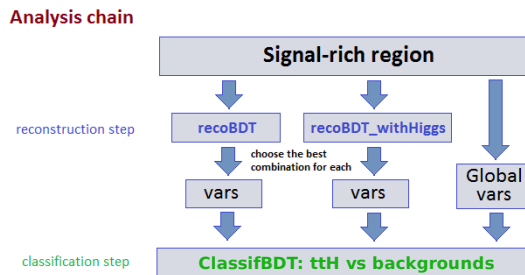 Analysis chain
Signal-rich region
reconstruction step
recoBDT
recoBDT_withHiggs
choose the best
combination for each
vars
vars
Global
vars
classification step
ClassifBDT: ttH vs backgrounds